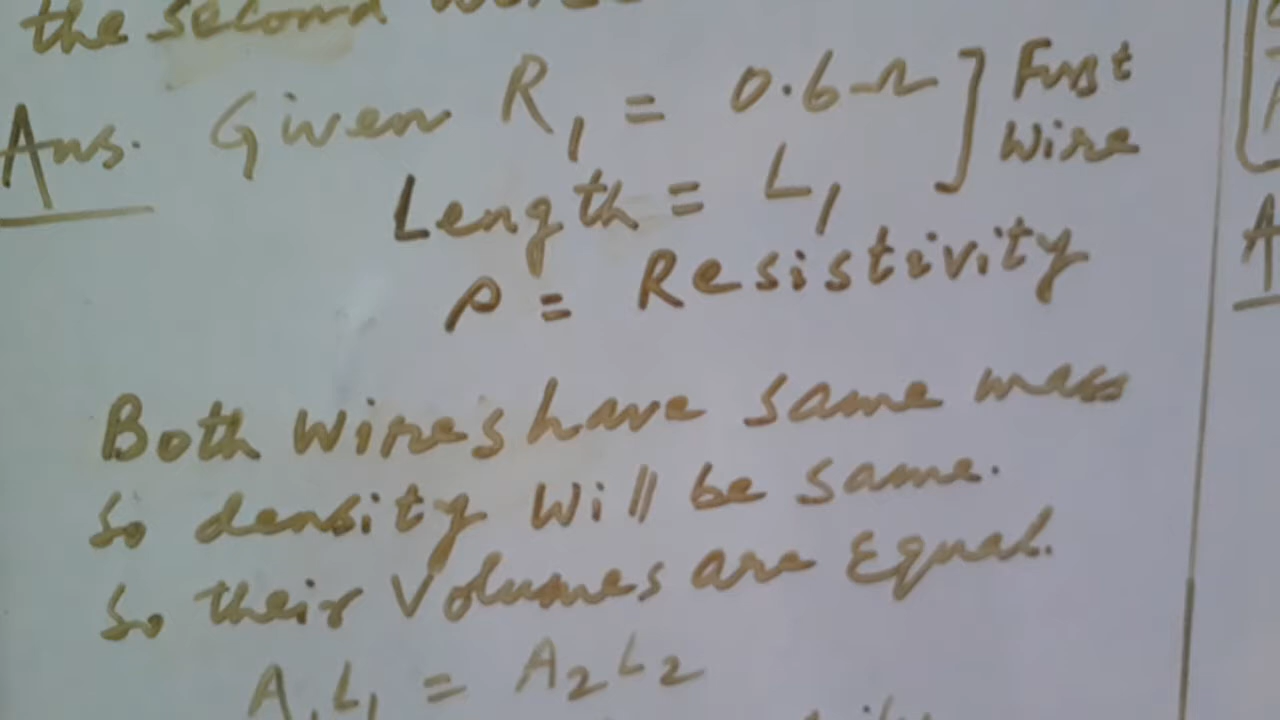 the second
Ans. Given R₁ = 0.6 Ω ] First
Wire
Length = L₁
ρ = Resistivity
Both Wires have same mass
So density will be same.
So their Volumes are Equal.
A₁L₁ = A₂L₂
A